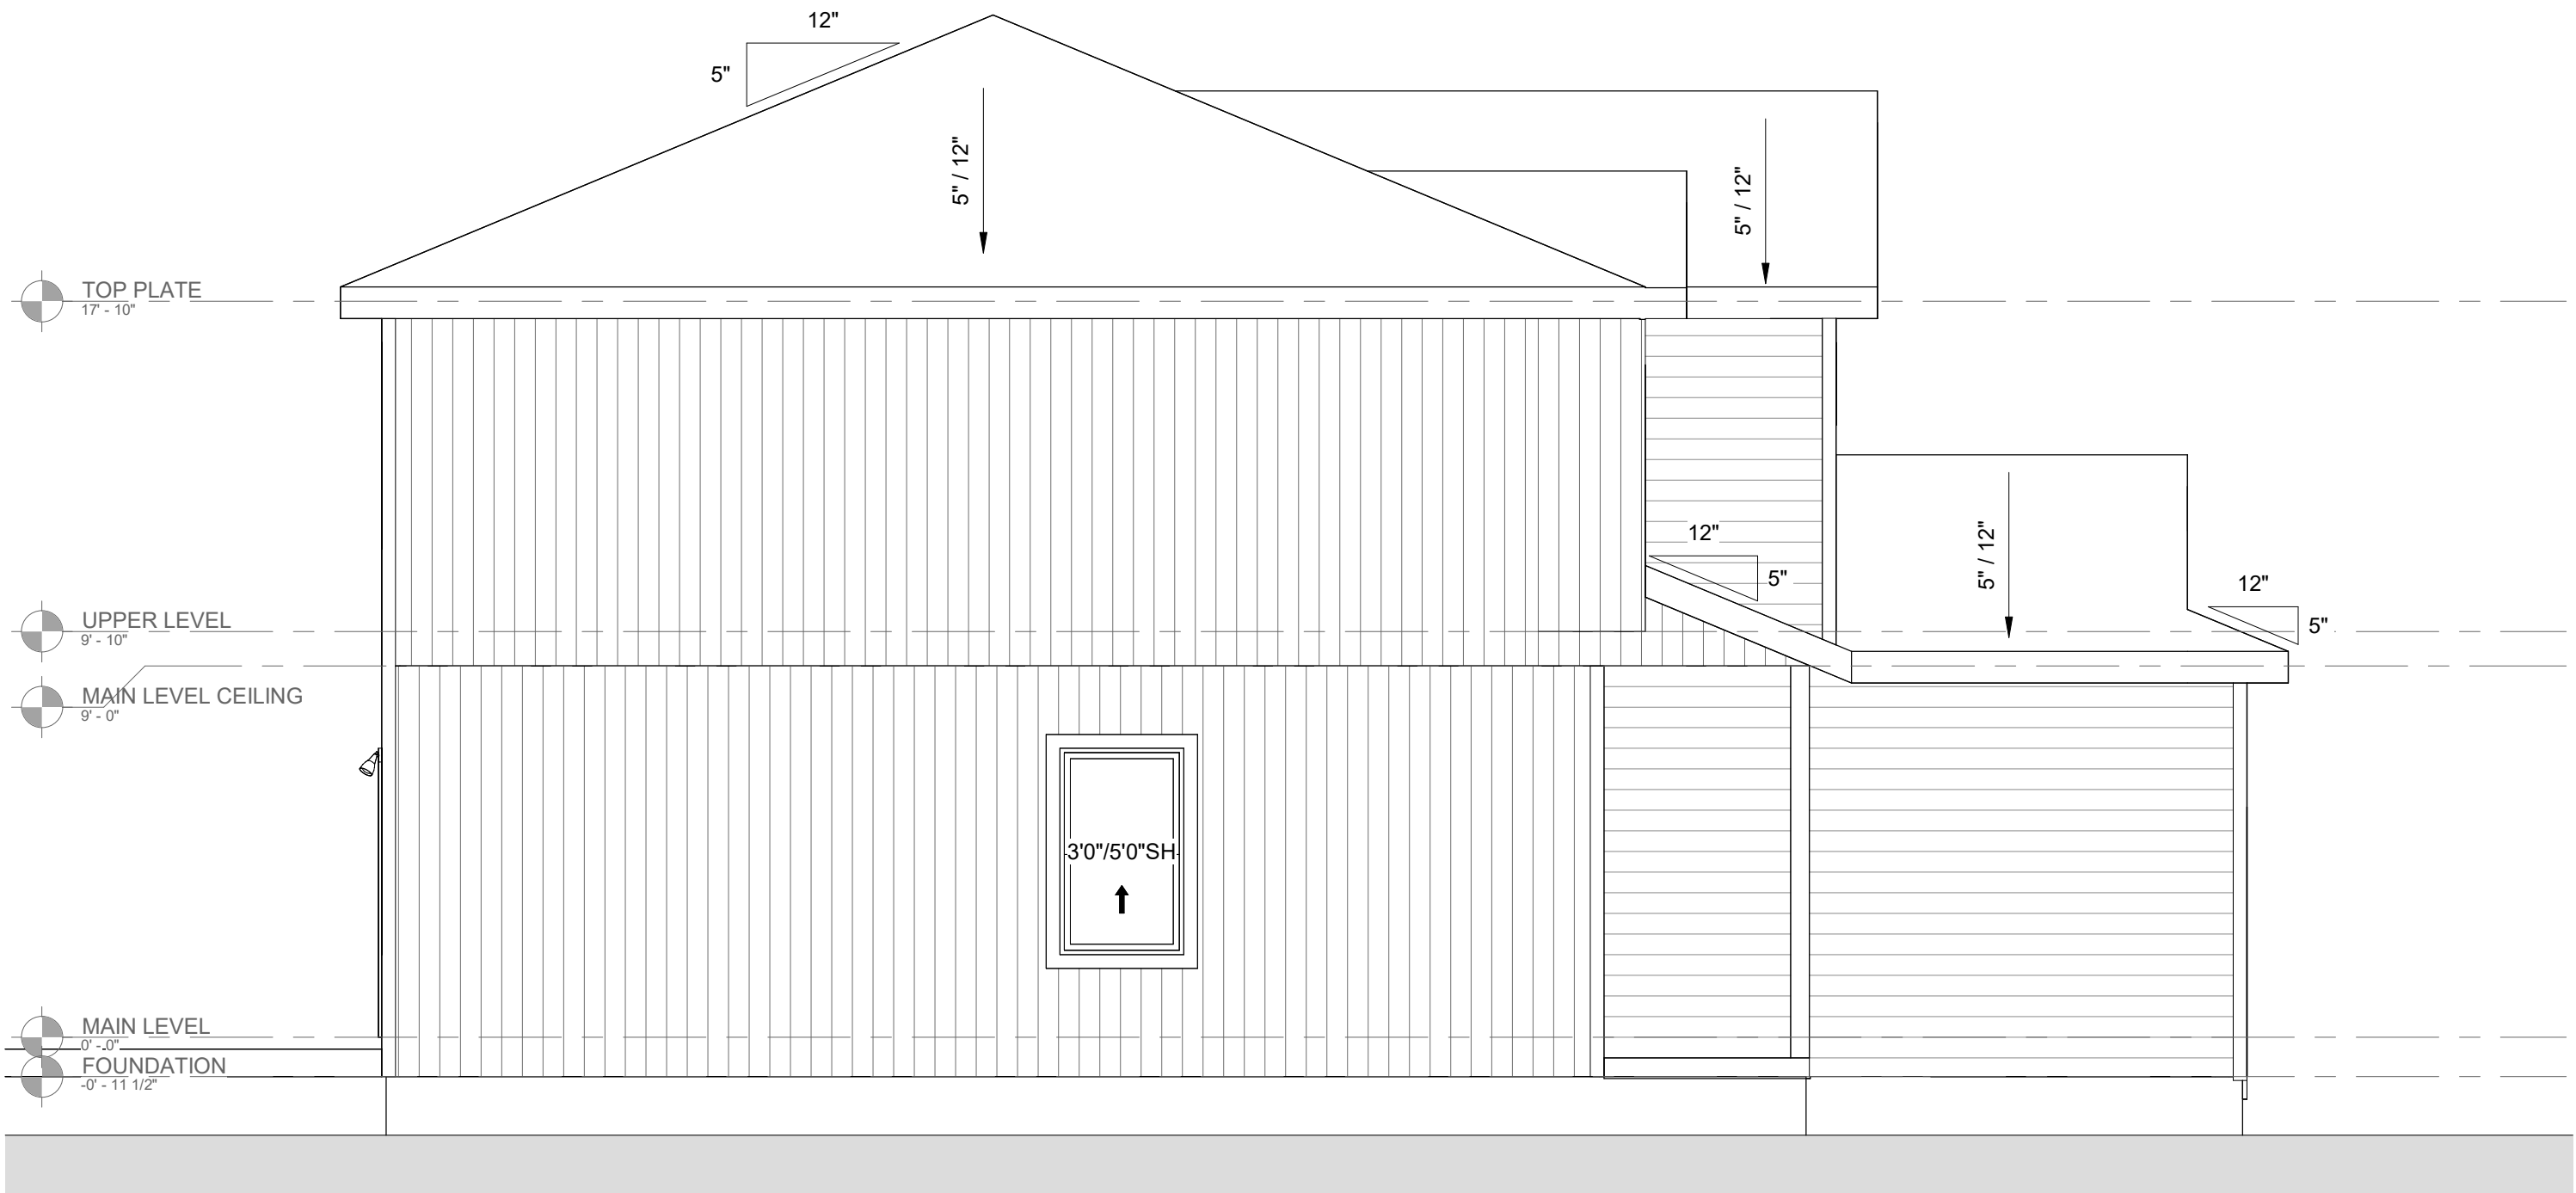 12"
5"
5" / 12"
5" / 12"
TOP PLATE
17' - 10"
12"
5"
5" / 12"
12"
5"
UPPER LEVEL
9' - 10"
MAIN LEVEL CEILING
9' - 0"
3'0"/5'0"SH
MAIN LEVEL
0' - 0"
FOUNDATION
-0' - 11 1/2"